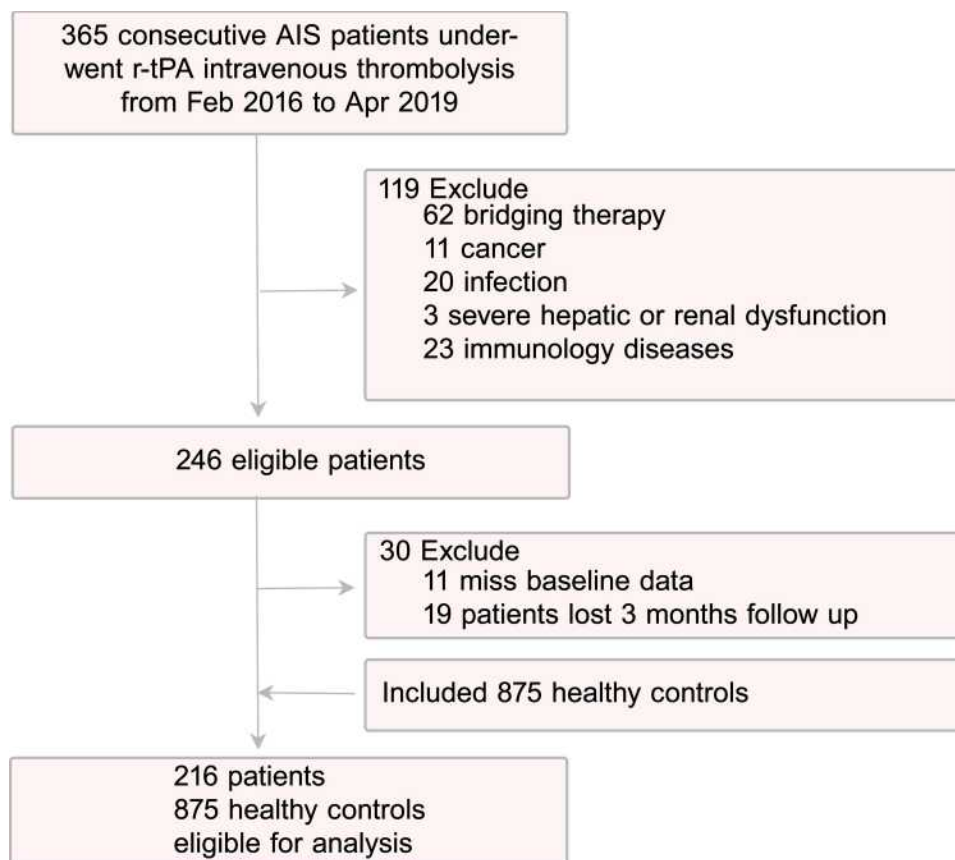 365 consecutive AIS patients under-
went r-tPA intravenous thrombolysis
from Feb 2016 to Apr 2019
119 Exclude
62 bridging therapy
11 cancer
20 infection
3 severe hepatic or renal dysfunction
23 immunology diseases
246 eligible patients
30 Exclude
11 miss baseline data
19 patients lost 3 months follow up
Included 875 healthy controls
216 patients
875 healthy controls
eligible for analysis